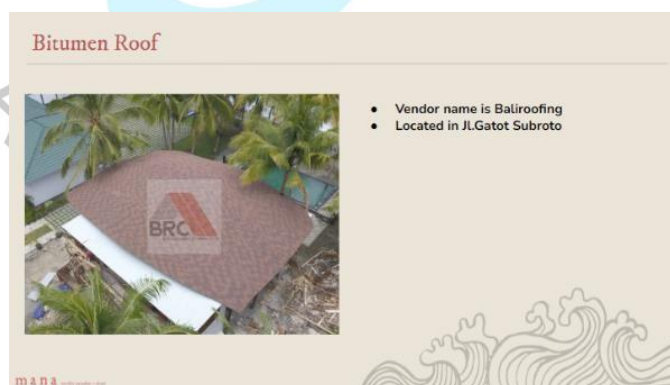 Bitumen Roof
• Vendor name is Baliroofing
• Located in Jl.Gatot Subroto
BRC
mana